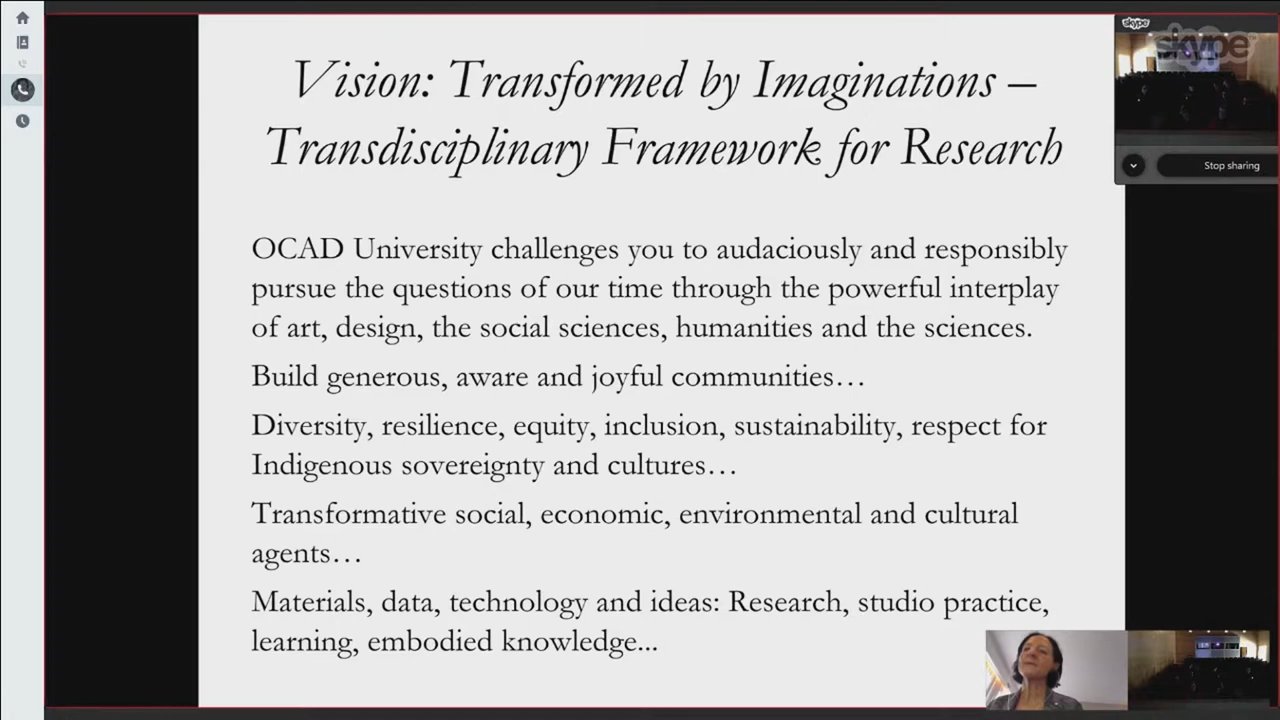 Vision: Transformed by Imaginations –
Transdisciplinary Framework for Research
OCAD University challenges you to audaciously and responsibly
pursue the questions of our time through the powerful interplay
of art, design, the social sciences, humanities and the sciences.
Build generous, aware and joyful communities…
Diversity, resilience, equity, inclusion, sustainability, respect for
Indigenous sovereignty and cultures…
Transformative social, economic, environmental and cultural
agents…
Materials, data, technology and ideas: Research, studio practice,
learning, embodied knowledge...
skype
skype
Stop sharing